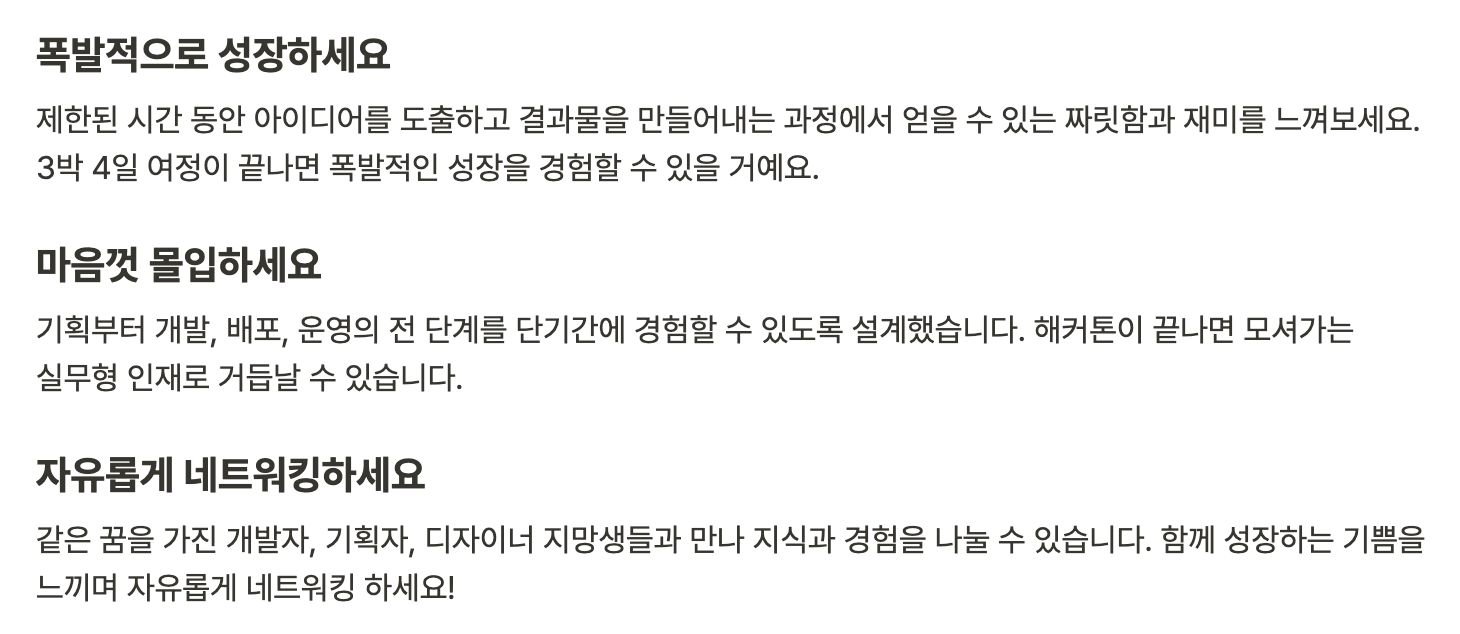 폭발적으로 성장하세요
제한된 시간 동안 아이디어를 도출하고 결과물을 만들어내는 과정에서 얻을 수 있는 짜릿함과 재미를 느껴보세요.
3박 4일 여정이 끝나면 폭발적인 성장을 경험할 수 있을 거예요.
마음껏 몰입하세요
기획부터 개발, 배포, 운영의 전 단계를 단기간에 경험할 수 있도록 설계했습니다. 해커톤이 끝나면 모셔가는
실무형 인재로 거듭날 수 있습니다.
자유롭게 네트워킹하세요
같은 꿈을 가진 개발자, 기획자, 디자이너 지망생들과 만나 지식과 경험을 나눌 수 있습니다. 함께 성장하는 기쁨을
느끼며 자유롭게 네트워킹 하세요!